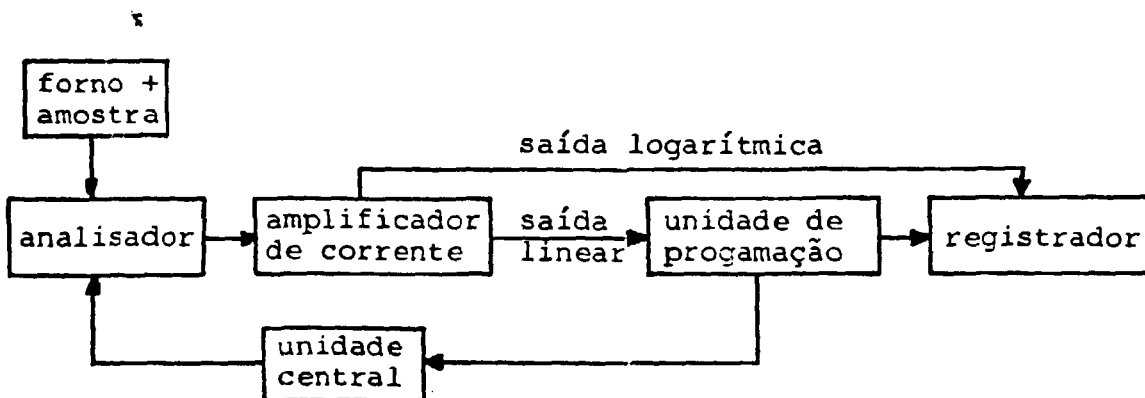 forno +
amostra
saída logarítmica
analisador
amplificador
de corrente
saída
linear
unidade de
progamação
registrador
unidade
central